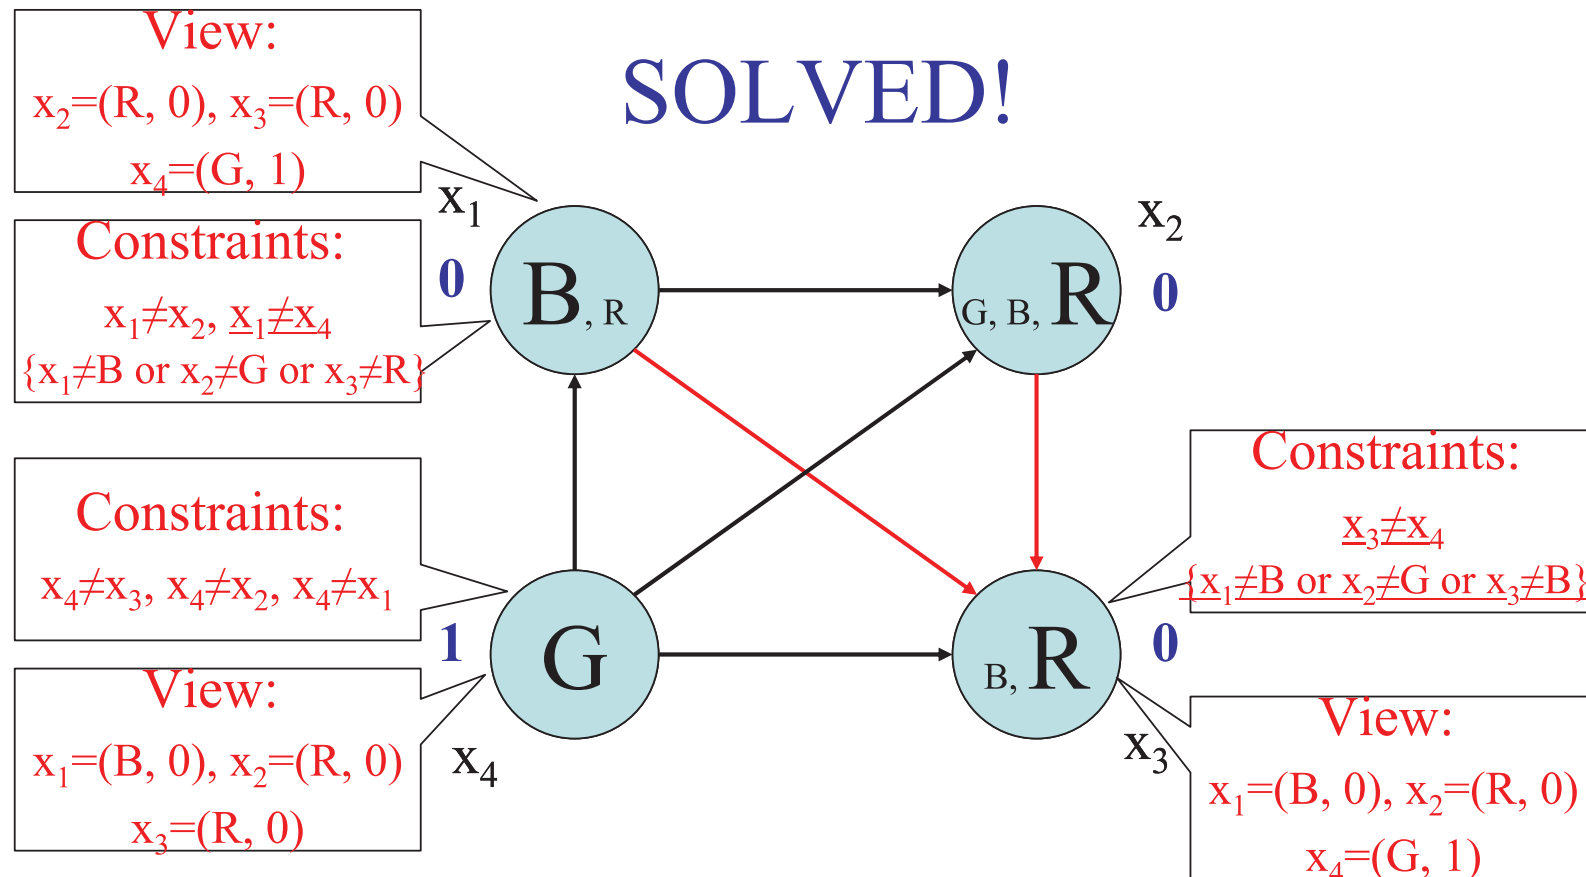 View:
x₂=(R, 0), x₃=(R, 0)
x₄=(G, 1)
SOLVED!
x₁
x₂
Constraints:
x₁≠x₂, x₁≠x₄
{x₁≠B or x₂≠G or x₃≠R}
0
B, R
G, B, R
0
Constraints:
x₄≠x₃, x₄≠x₂, x₄≠x₁
Constraints:
x₃≠x₄
{x₁≠B or x₂≠G or x₃≠B}
1
G
B, R
0
View:
x₁=(B, 0), x₂=(R, 0)
x₃=(R, 0)
x₄
x₃
View:
x₁=(B, 0), x₂=(R, 0)
x₄=(G, 1)